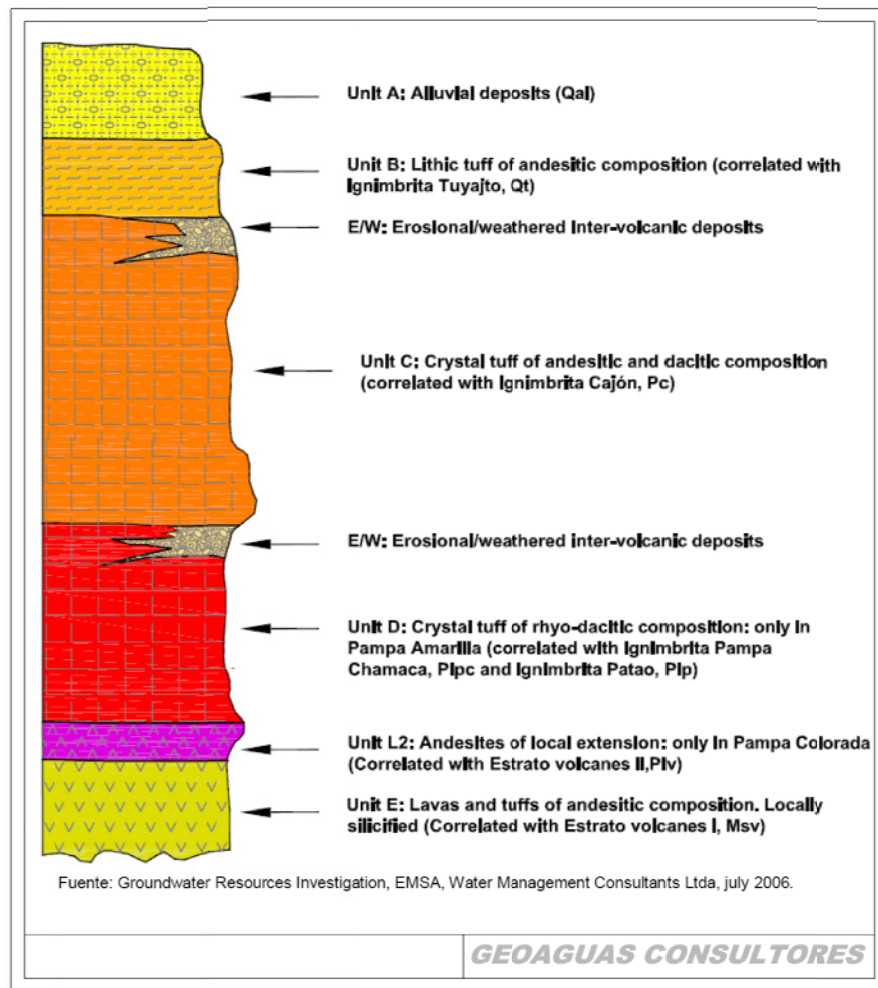 Unit A: Alluvial deposits (Qal)
Unit B: Lithic tuff of andesitic composition (correlated with
Ignimbrita Tuyajto, Qt)
E/W: Erosional/weathered inter-volcanic deposits
Unit C: Crystal tuff of andesitic and dacitic composition
(correlated with Ignimbrita Cajón, Pc)
E/W: Erosional/weathered inter-volcanic deposits
Unit D: Crystal tuff of rhyo-dacitic composition: only in
Pampa Amarilla (correlated with Ignimbrita Pampa
Chamaca, Plpc and Ignimbrita Patao, Plp)
Unit L2: Andesites of local extension: only in Pampa Colorada
(Correlated with Estrato volcanes II,Plv)
Unit E: Lavas and tuffs of andesitic composition. Locally
silicified (Correlated with Estrato volcanes I, Msv)
Fuente: Groundwater Resources Investigation, EMSA, Water Management Consultants Ltda, july 2006.
GEOAGUAS CONSULTORES